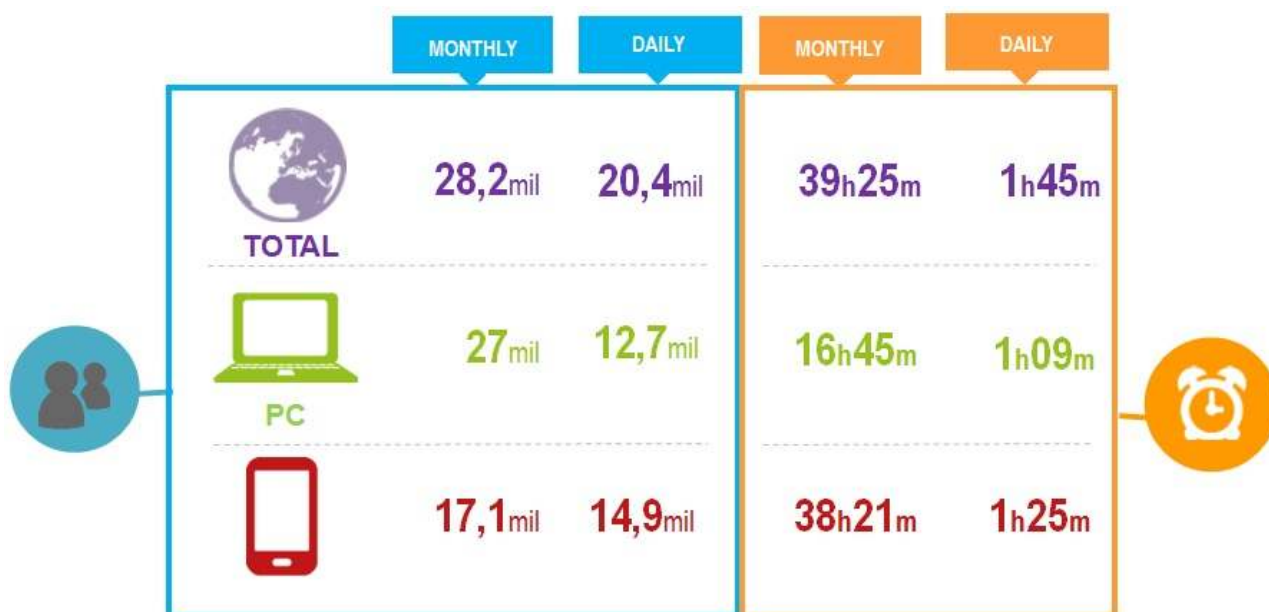 MONTHLY DAILY MONTHLY DAILY
28,2mil 20,4mil 39h25m 1h45m
TOTAL
27mil 12,7mil 16h45m 1h09m
PC
17,1mil 14,9mil 38h21m 1h25m